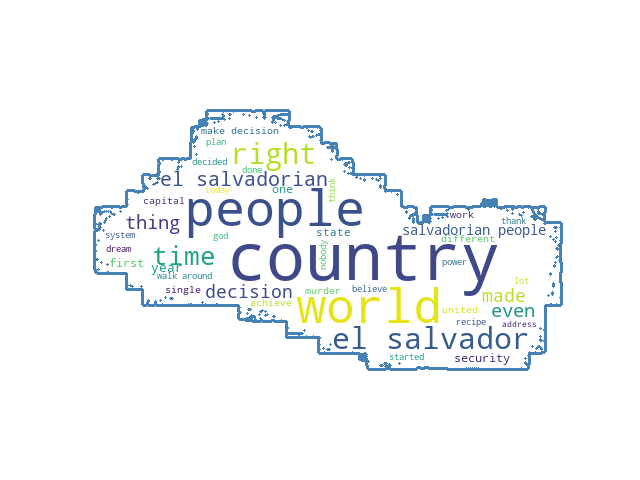 make decision
plan
right
decided
done
el salvadorian
today
one
think
capital
people
work
thing
thank
state
salvadorian people
system
god
different
dream
time
nobody
country
first
year
power
walk around
single
decision
murder
believe
made
lot
achieve
world
united
even
recipe
address
el salvador
started
security